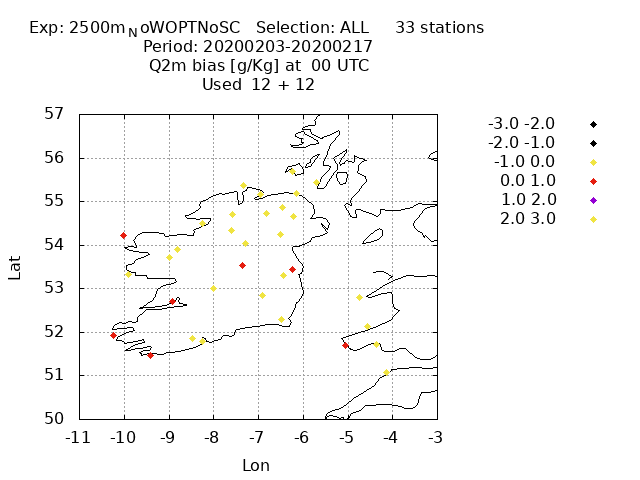 Exp: 2500mNoWOPTNoSC Selection: ALL 33 stations
Period: 20200203-20200217
Q2m bias [g/Kg] at 00 UTC
Used 12 + 12
57
56
55
54
53
52
51
50
-11 -10 -9 -8 -7 -6 -5 -4 -3
Lat
Lon
-3.0 -2.0
-2.0 -1.0
-1.0 0.0
0.0 1.0
1.0 2.0
2.0 3.0